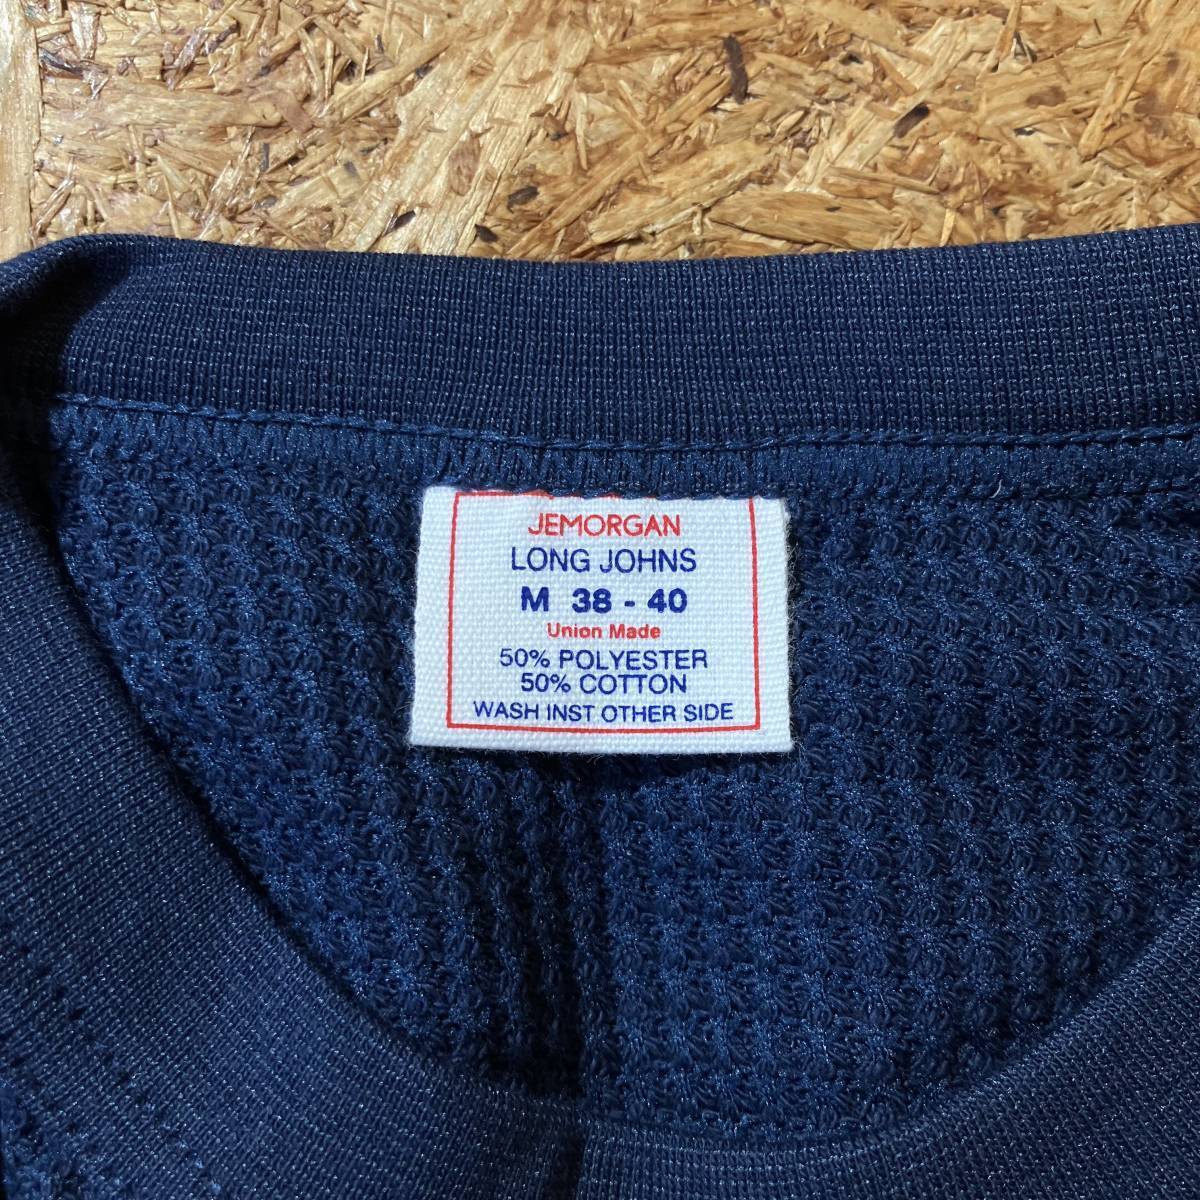 JEMORGAN
LONG JOHNS
M 38 - 40
Union Made
50% POLYESTER
50% COTTON
WASH INST OTHER SIDE